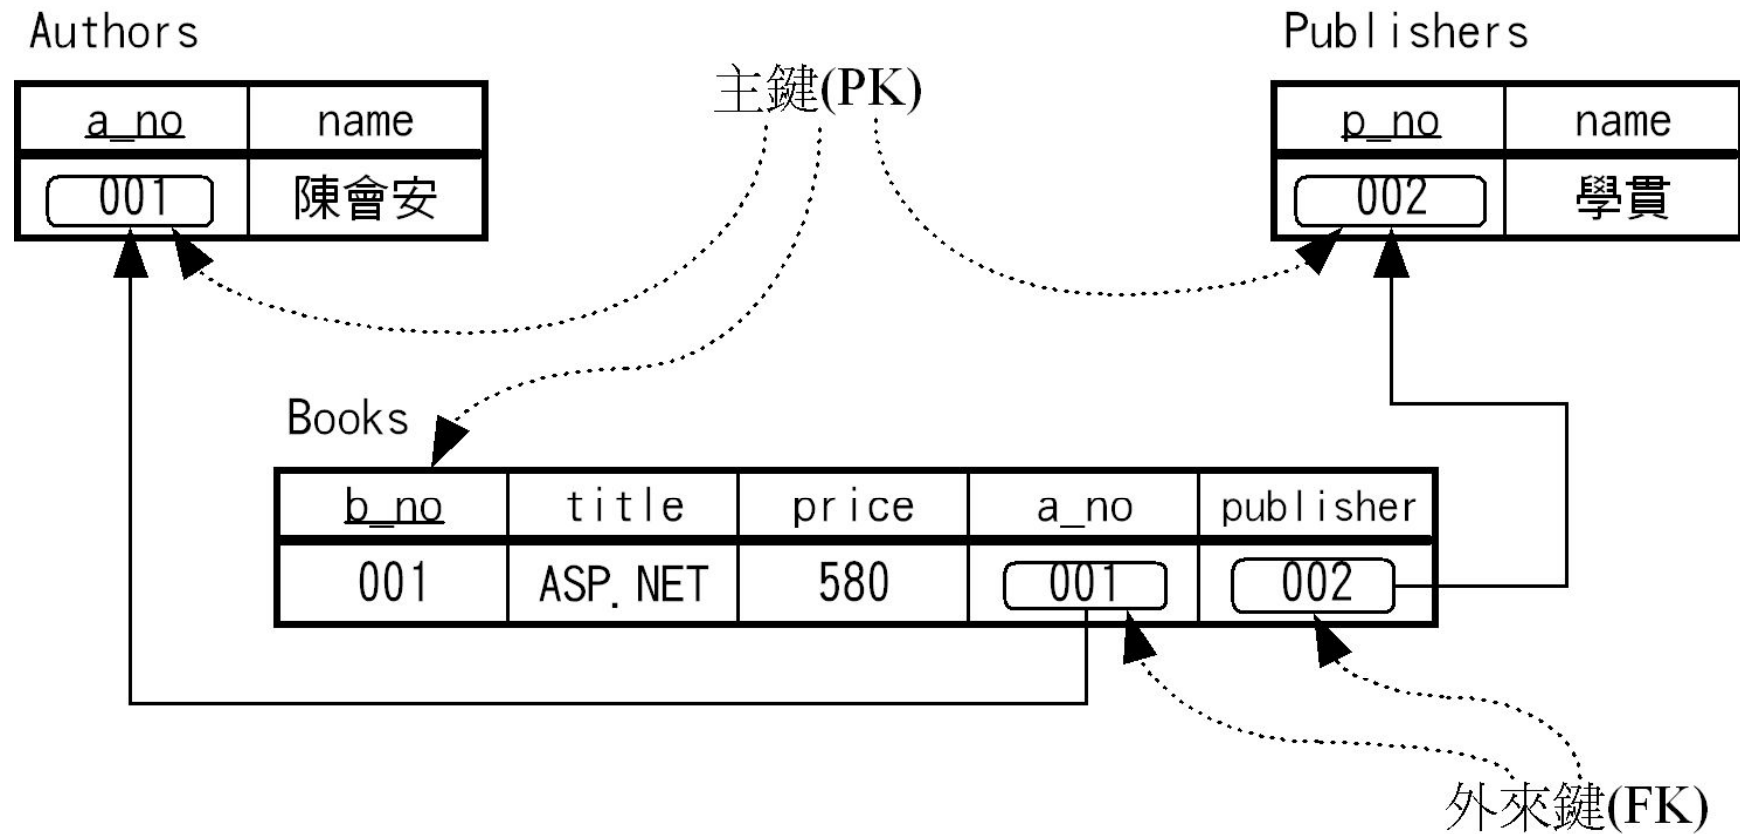 Authors
Publishers
主鍵(PK)
a_no name
001 陳會安
p_no name
002 學貫
Books
b_no title price a_no publisher
001 ASP.NET 580 001 002
外來鍵(FK)